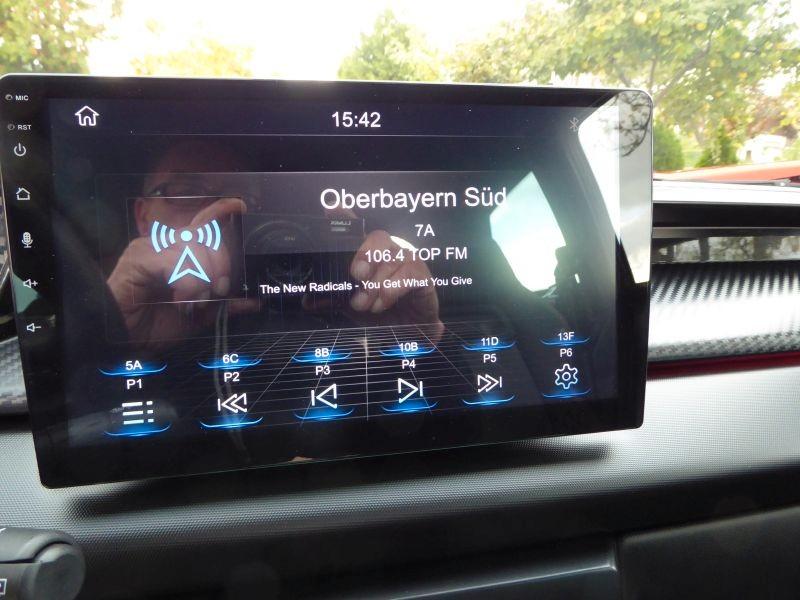 MIC
15:42
RST
Oberbayern Süd
7A
106.4 TOP FM
The New Radicals - You Get What You Give
5A 6C 8B 10B 11D 13F
P1 P2 P3 P4 P5 P6